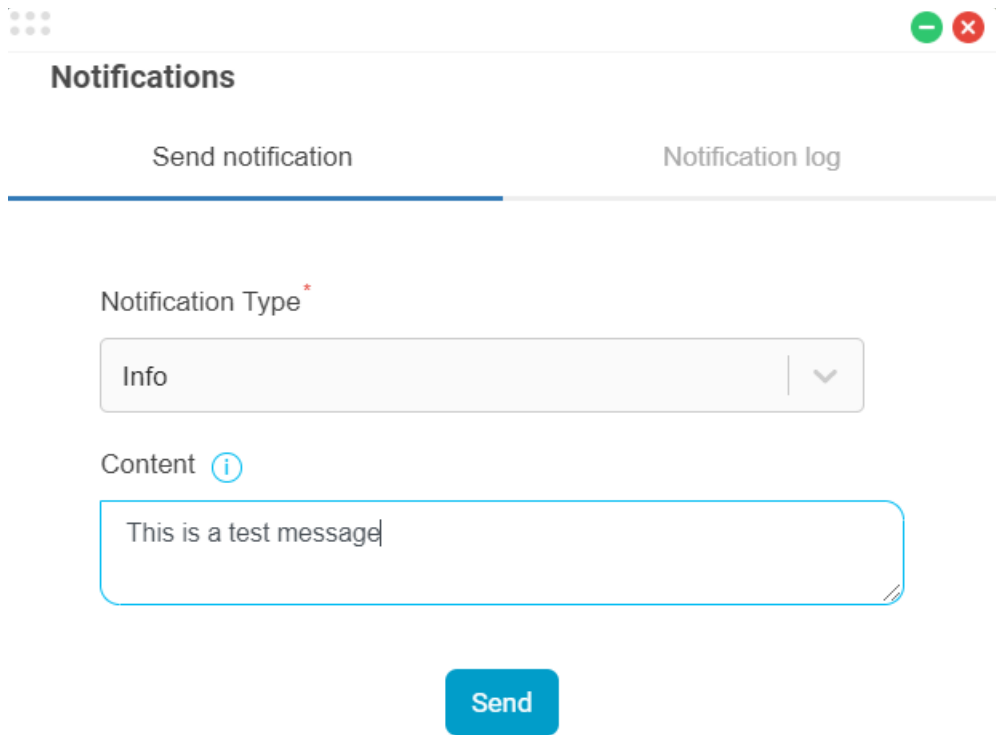 Notifications
Send notification Notification log
Notification Type*
Info
Content i
This is a test message
Send